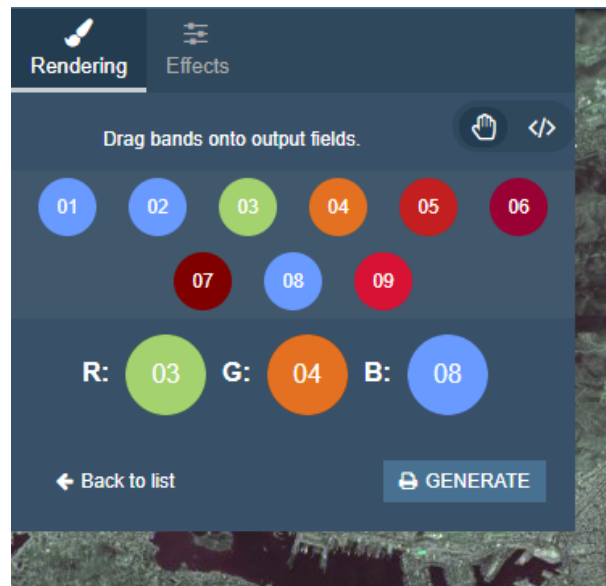 Rendering Effects
Drag bands onto output fields. </>
01 02 03 04 05 06
07 08 09
R: 03 G: 04 B: 08
Back to list GENERATE